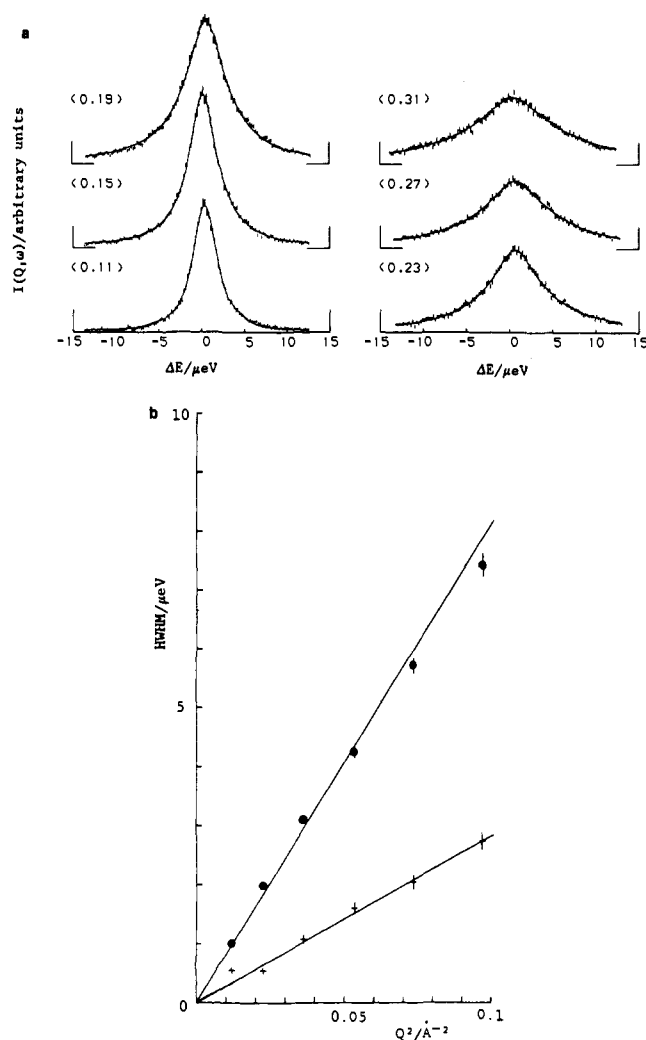 a
I(Q,ω)/arbitrary units
(0.19)
(0.15)
(0.11)
-15 -10 -5 0 5 10 15
ΔE/μeV
(0.31)
(0.27)
(0.23)
-15 -10 -5 0 5 10 15
ΔE/μeV
b
HWHM/μeV
10
5
0
0.05
0.1
Q²/Å⁻²